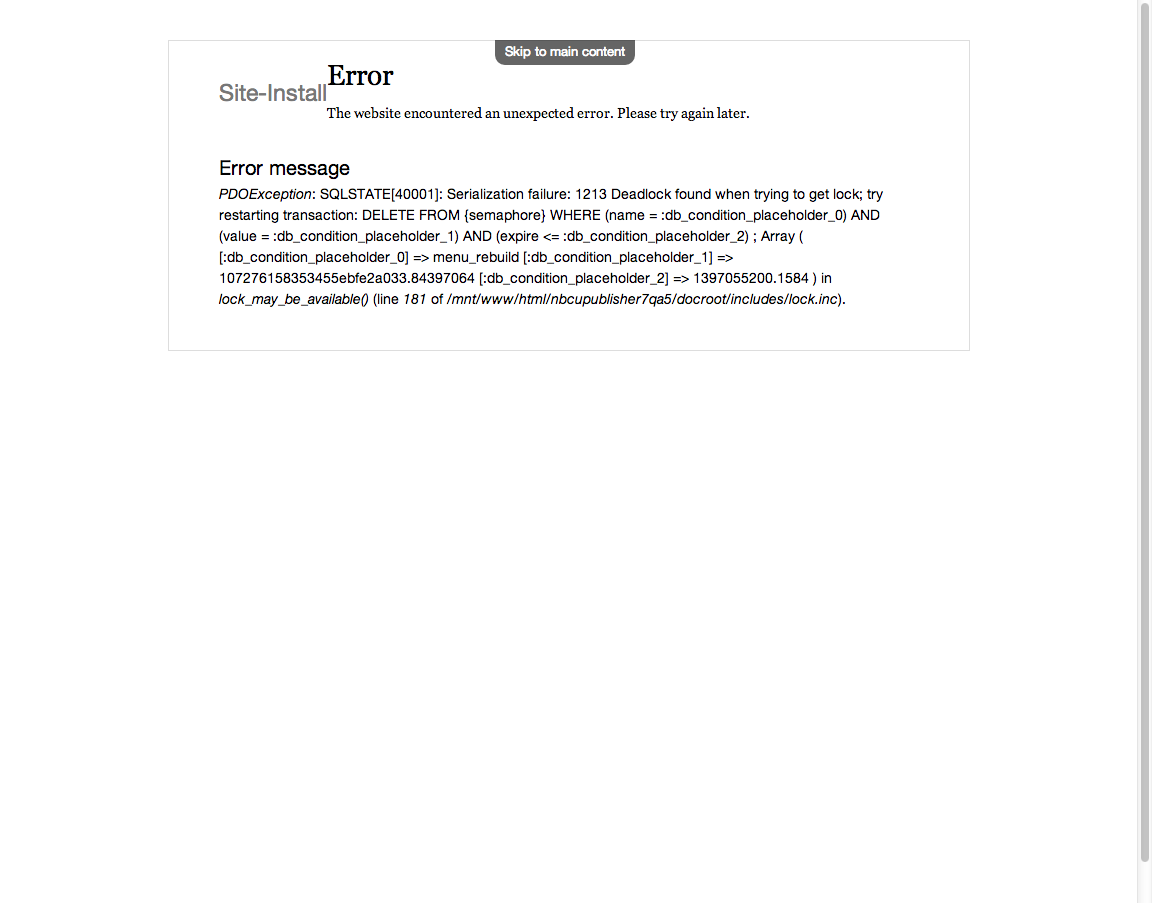 Skip to main content
Site-Install
Error
The website encountered an unexpected error. Please try again later.
Error message
PDOException: SQLSTATE[40001]: Serialization failure: 1213 Deadlock found when trying to get lock; try
restarting transaction: DELETE FROM {semaphore} WHERE (name = :db_condition_placeholder_0) AND
(value = :db_condition_placeholder_1) AND (expire <= :db_condition_placeholder_2) ; Array (
[:db_condition_placeholder_0] => menu_rebuild [:db_condition_placeholder_1] =>
107276158353455ebfe2a033.84397064 [:db_condition_placeholder_2] => 1397055200.1584 ) in
lock_may_be_available() (line 181 of /mnt/www/html/nbcupublisher7qa5/docroot/includes/lock.inc).